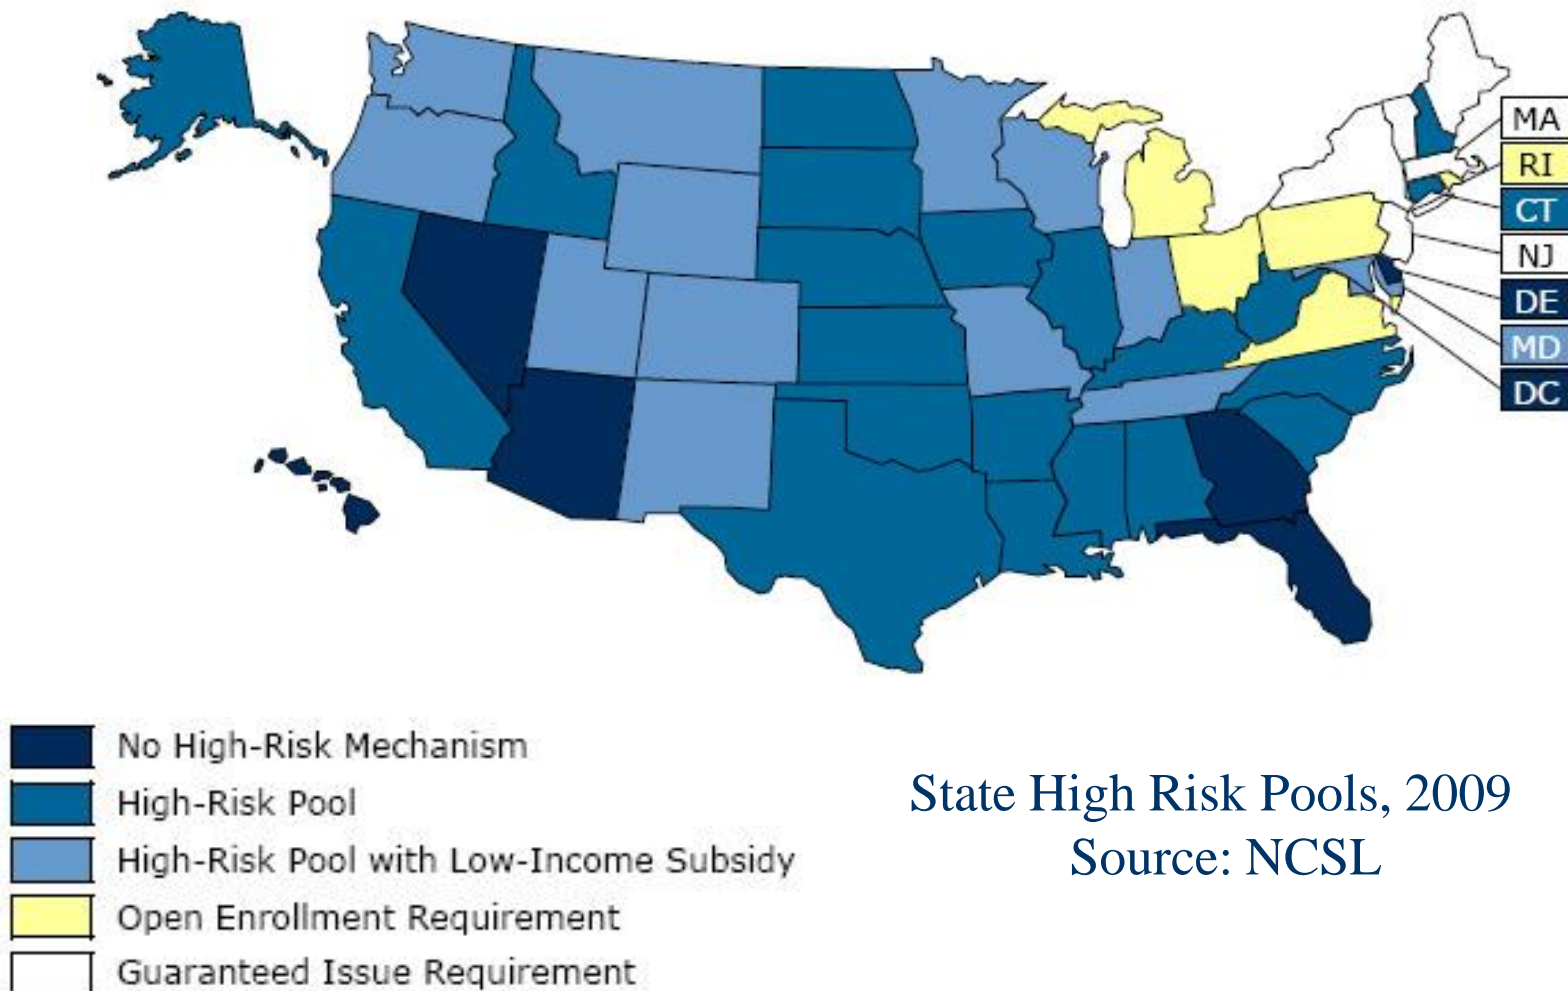 MA
RI
CT
NJ
DE
MD
DC
No High-Risk Mechanism
High-Risk Pool
High-Risk Pool with Low-Income Subsidy
Open Enrollment Requirement
Guaranteed Issue Requirement
State High Risk Pools, 2009
Source: NCSL